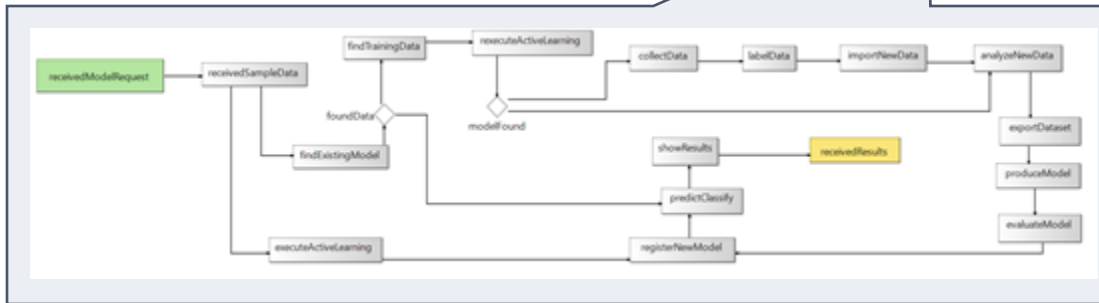 receivedModelRequest
receivedSampleData
findTrainingData
rexecuteActiveLearning
collectData
labelData
importNewData
analyzeNewData
foundData
modelFound
findExistingModel
exportDataset
showResults
receivedResults
produceModel
predictClassify
evaluateModel
executeActiveLearning
registerNewModel